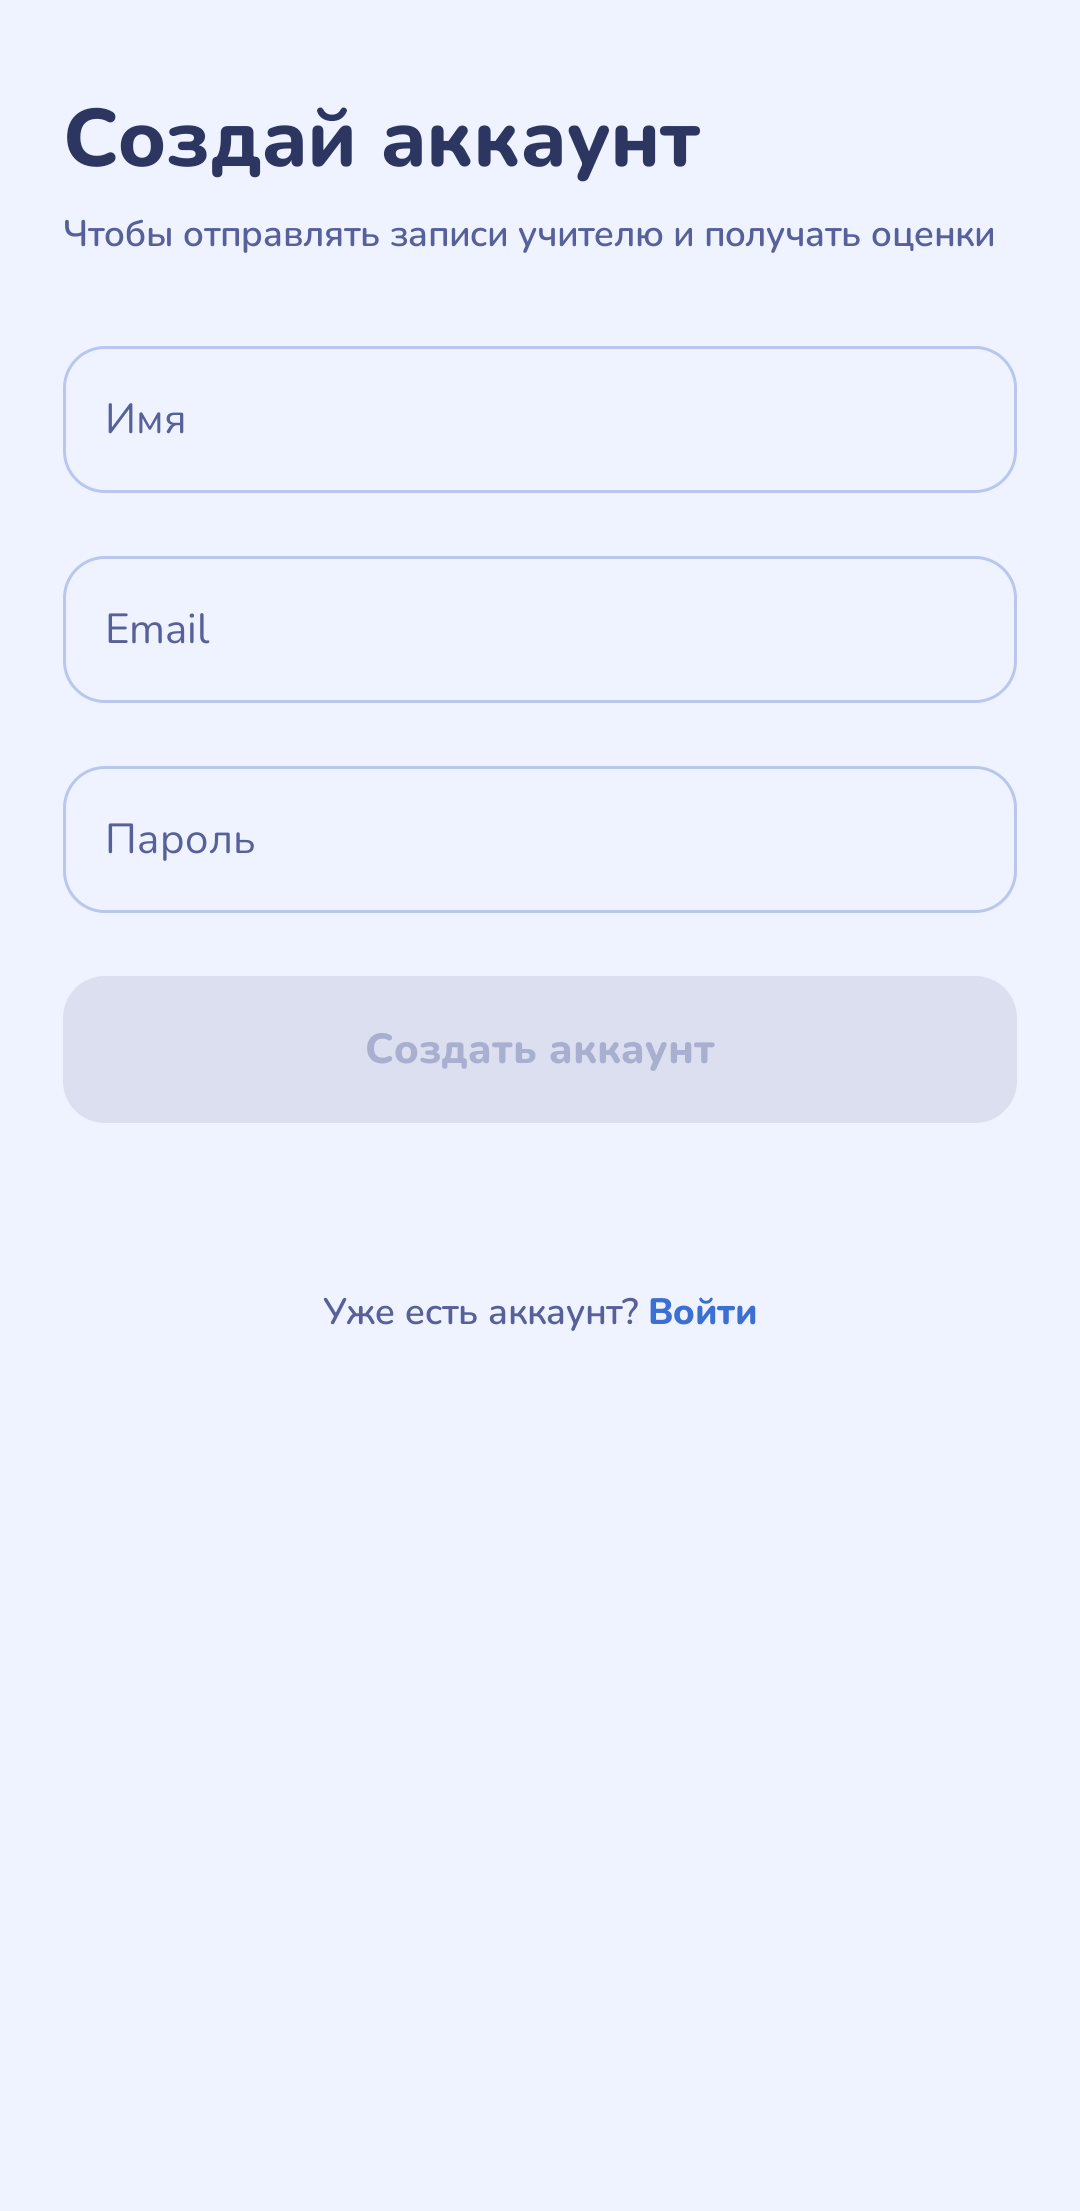 Создай аккаунт
Чтобы отправлять записи учителю и получать оценки
Имя
Email
Пароль
Создать аккаунт
Уже есть аккаунт? Войти